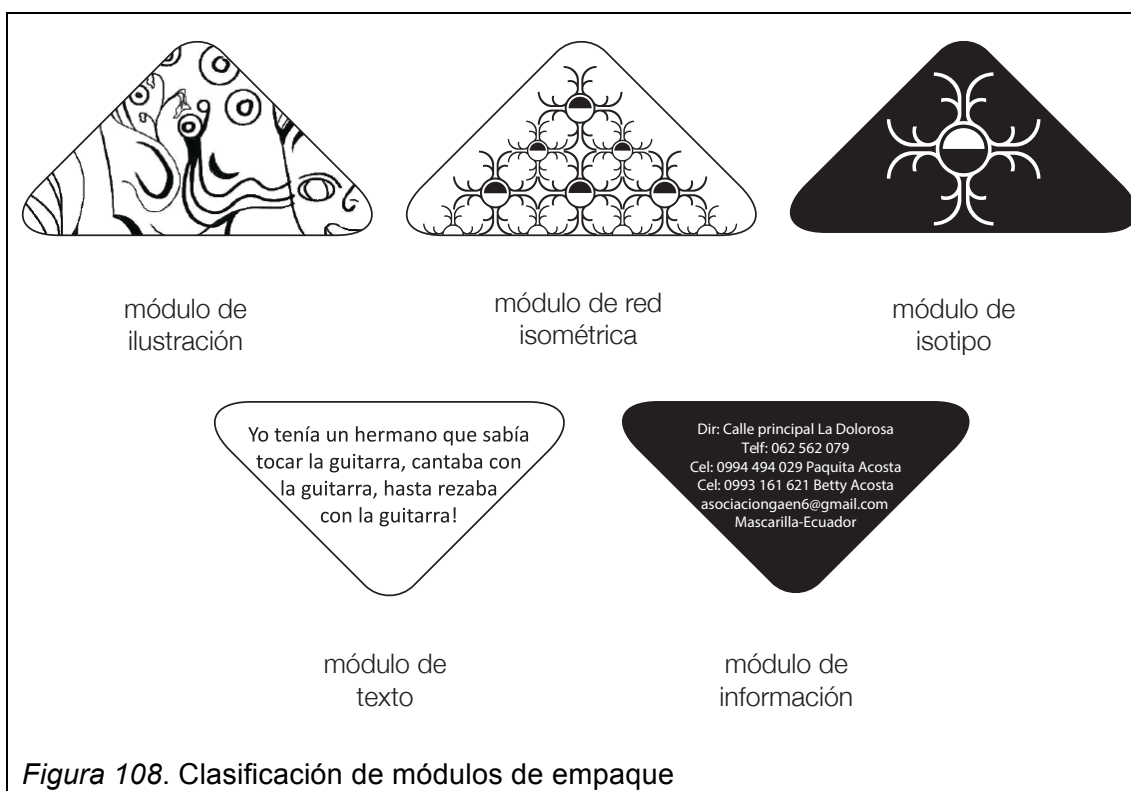 módulo de
ilustración
módulo de red
isométrica
módulo de
isotipo
Yo tenía un hermano que sabía
tocar la guitarra, cantaba con
la guitarra, hasta rezaba
con la guitarra!
Dir: Calle principal La Dolorosa
Telf: 062 562 079
Cel: 0994 494 029 Paquita Acosta
Cel: 0993 161 621 Betty Acosta
asociaciongaen6@gmail.com
Mascarilla-Ecuador
módulo de
texto
módulo de
información
Figura 108. Clasificación de módulos de empaque